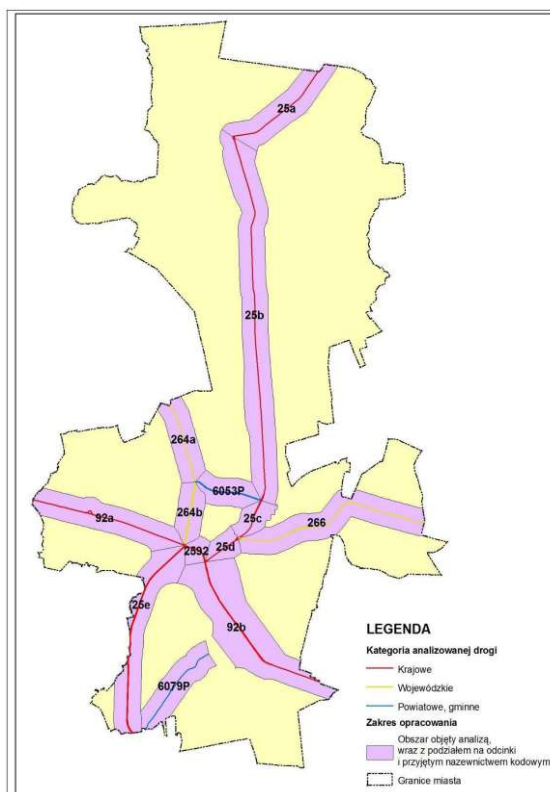 25a
25b
264a
6053P
264b
92a
25c
266
2592
25d
25e
92b
6079P
LEGENDA
Kategoria analizowanej drogi
Krajowe
Wojewódzkie
Powiatowe, gminne
Zakres opracowania
Obszar objęty analizą,
wraz z podziałem na odcinki
i przyjętym nazewnictwem kodowym
Granice miasta